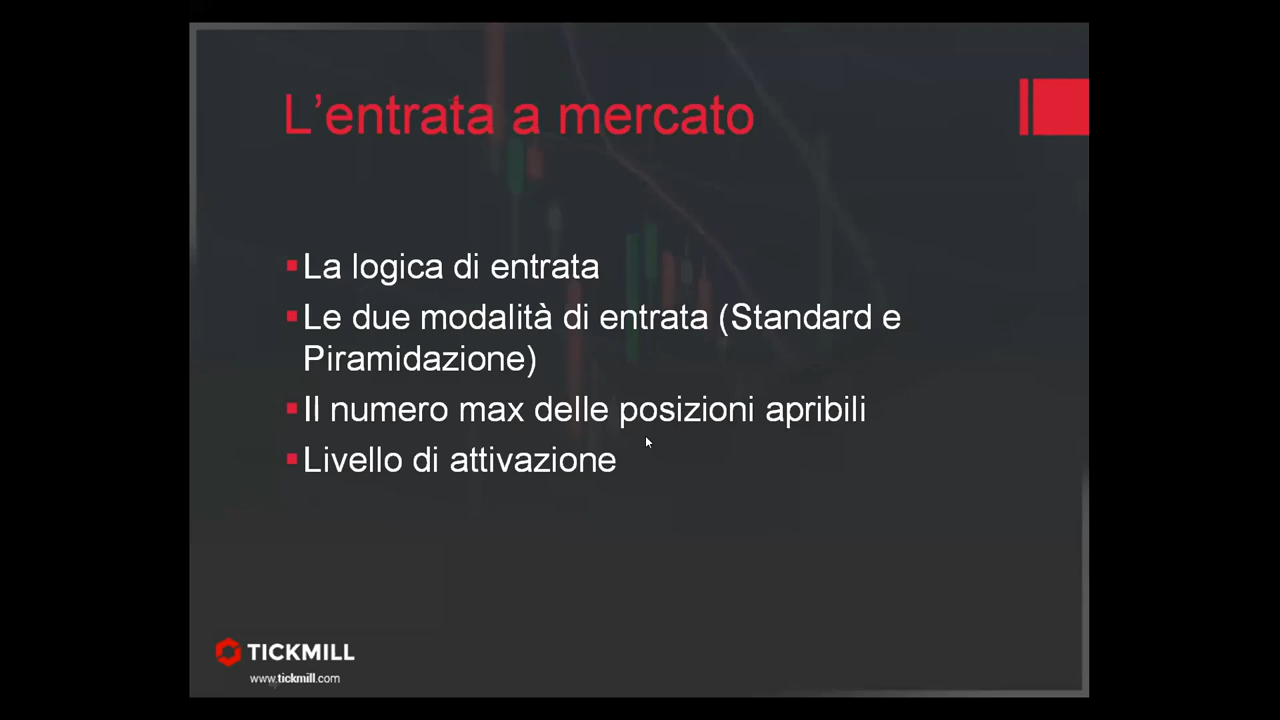 L’entrata a mercato
La logica di entrata
Le due modalità di entrata (Standard e
Piramidazione)
Il numero max delle posizioni apribili
Livello di attivazione
TICKMILL
www.tickmill.com